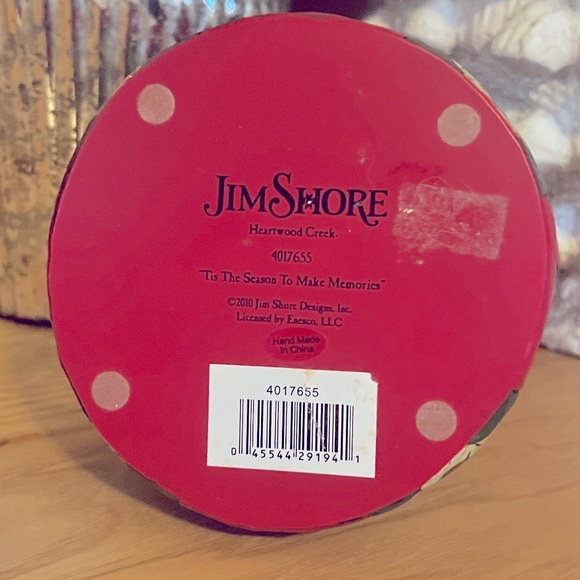 JIM SHORE
Heartwood Creek.
4017655
"Tis The Season To Make Memories"
©2010 Jim Shore Designs, Inc.
Licensed by Enesco, LLC
Hand Made
In China
4017655
0 45544 29194 1